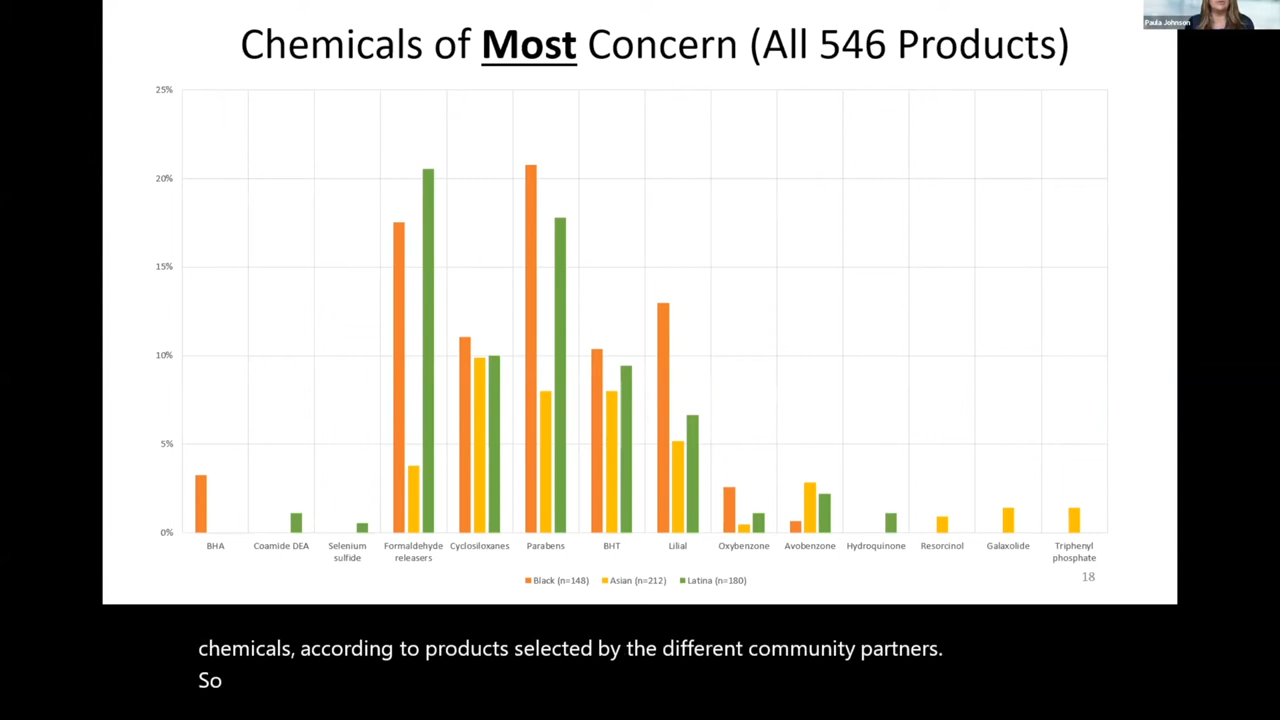 Paula Johnson
Chemicals of Most Concern (All 546 Products)
25%
20%
15%
10%
5%
0%
BHA
Coamide DEA
Selenium
sulfide
Formaldehyde
releasers
Cyclosiloxanes
Parabens
BHT
Lilial
Oxybenzone
Avobenzone
Hydroquinone
Resorcinol
Galaxolide
Triphenyl
phosphate
Black (n=148) Asian (n=212) Latina (n=180)
18
chemicals, according to products selected by the different community partners.
So